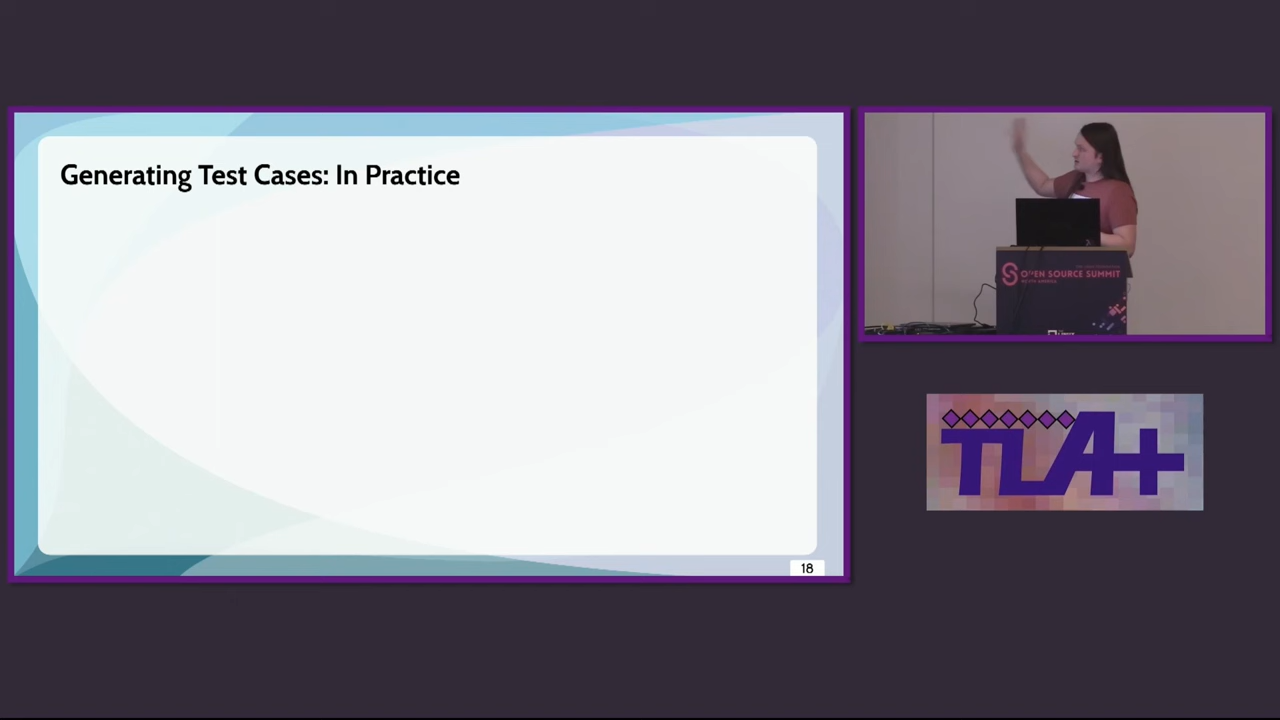 Generating Test Cases: In Practice
18
OPEN SOURCE SUMMIT
TLA+